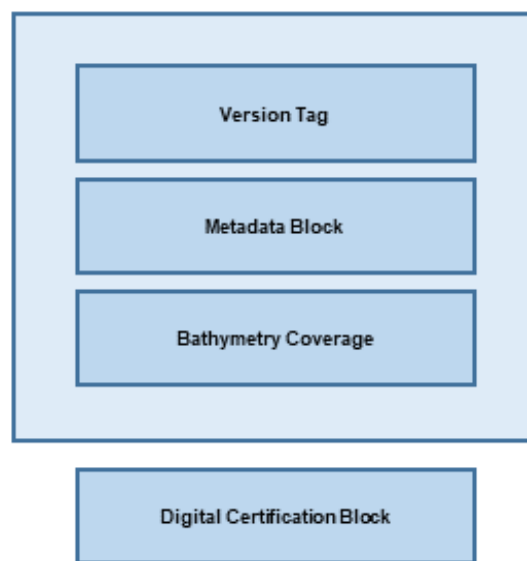 Version Tag
Metadata Block
Bathymetry Coverage
Digital Certification Block